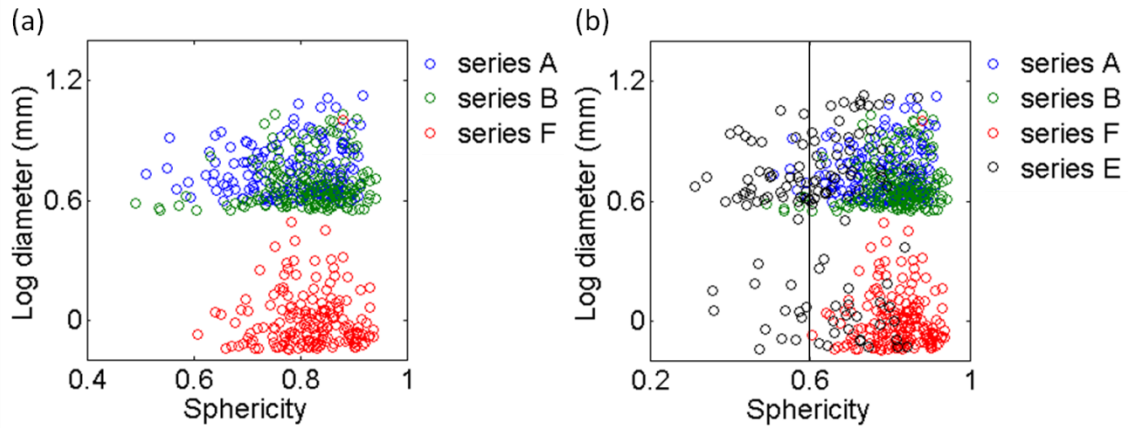 (a)
Log diameter (mm)
1.2
0.6
0
0.4
0.6
0.8
1
Sphericity
series A
series B
series F
(b)
Log diameter (mm)
1.2
0.6
0
0.2
0.6
1
Sphericity
series A
series B
series F
series E